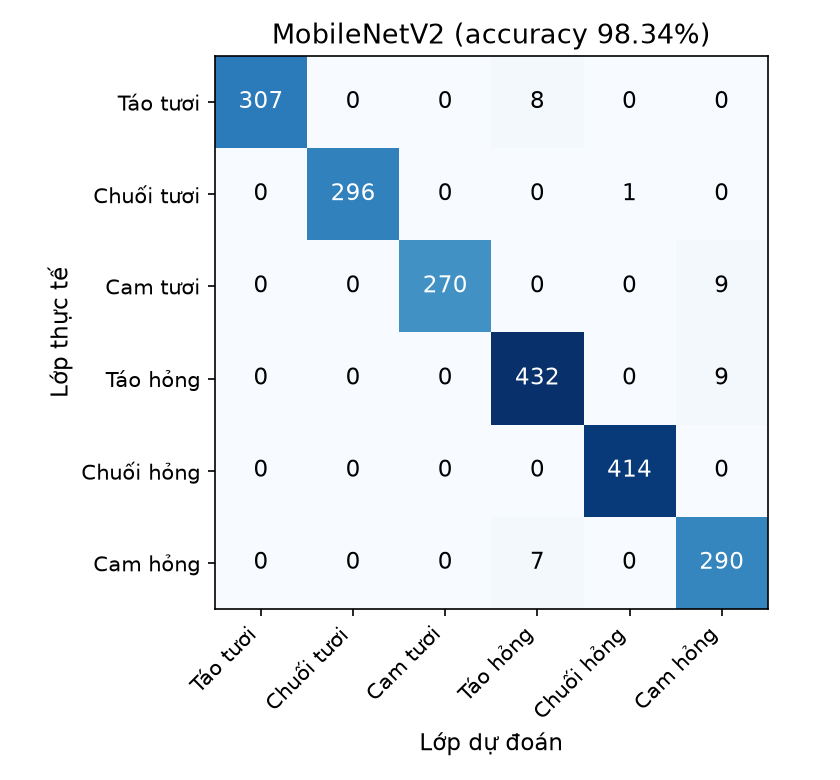 MobileNetV2 (accuracy 98.34%)
Lớp thực tế
Táo tươi 307 0 0 8 0 0
Chuối tươi 0 296 0 0 1 0
Cam tươi 0 0 270 0 0 9
Táo hỏng 0 0 0 432 0 9
Chuối hỏng 0 0 0 0 414 0
Cam hỏng 0 0 0 7 0 290
Táo tươi Chuối tươi Cam tươi Táo hỏng Chuối hỏng Cam hỏng
Lớp dự đoán